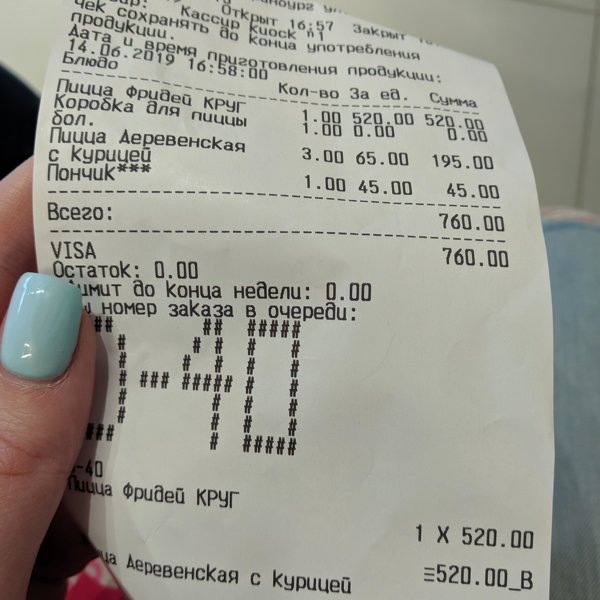 Открыт 16:57 Закрыт
Кассир Киоск п1
чек сохранять до конца употребления
продукции.
Дата и время приготовления продукции:
14.06.2019 16:58:00
Блюдо Кол-во За ед. Сумма
Пицца Фридей КРУГ 1.00 520.00 520.00
Коробка для пиццы 1.00 0.00 0.00
бол.
Пицца Деревенская 3.00 65.00 195.00
с Курицей
Пончик*** 1.00 45.00 45.00
Всего: 760.00
VISA 760.00
Остаток: 0.00
Лимит до конца недели: 0.00
номер заказа в очереди:
-40
-40
Пицца Фридей КРУГ
1 X 520.00
≡520.00_В
Деревенская с Курицей